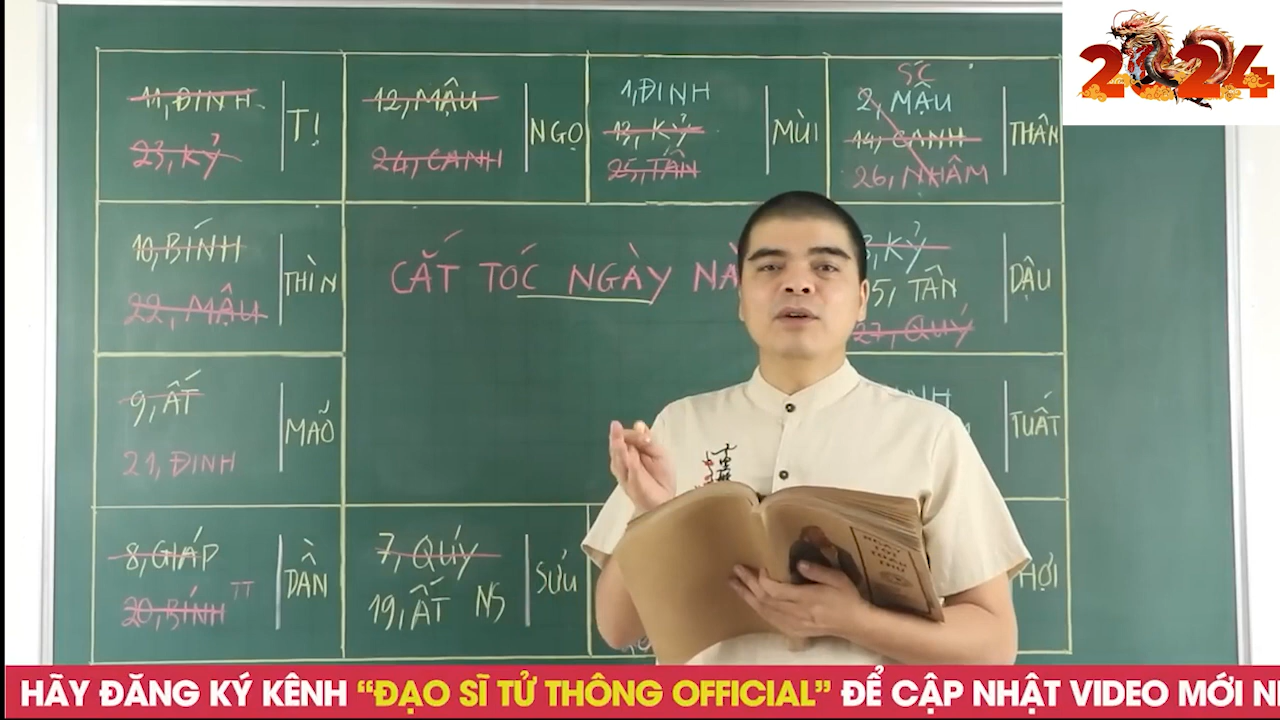 2024
11, ĐINH
23, KỶ
TỊ
12, MẬU
24, CANH
NGỌ
1, ĐINH
13, KỶ
25, TÂN
MÙI
SC
2, MẬU
14, CANH
26, NHÂM
THÂN
10, BÍNH
22, MẬU
THÌN
CẮT TÓC NGÀY NÀ
KỶ
TÂN
27, QUÝ
DẬU
9, ẤT
21, ĐINH
MÃO
TUẤT
8, GIÁP
20, BÍNH TT
DẦN
7, QUÝ
19, ẤT NS
SỬU
HỢI
HÃY ĐĂNG KÝ KÊNH “ĐẠO SĨ TỬ THÔNG OFFICIAL” ĐỂ CẬP NHẬT VIDEO MỚI N